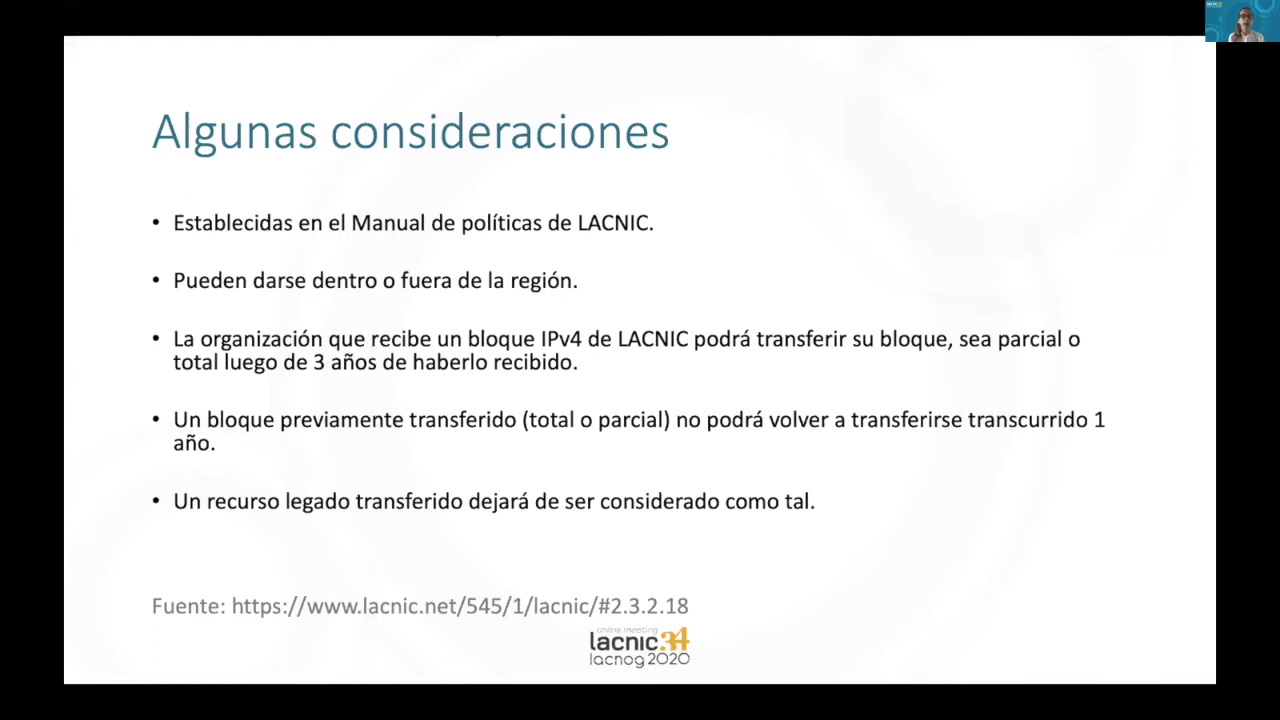 Algunas consideraciones
• Establecidas en el Manual de políticas de LACNIC.
• Pueden darse dentro o fuera de la región.
• La organización que recibe un bloque IPv4 de LACNIC podrá transferir su bloque, sea parcial o
total luego de 3 años de haberlo recibido.
• Un bloque previamente transferido (total o parcial) no podrá volver a transferirse transcurrido 1
año.
• Un recurso legado transferido dejará de ser considerado como tal.
Fuente: https://www.lacnic.net/545/1/lacnic/#2.3.2.18
online meeting
lacnic34
lacnog2020